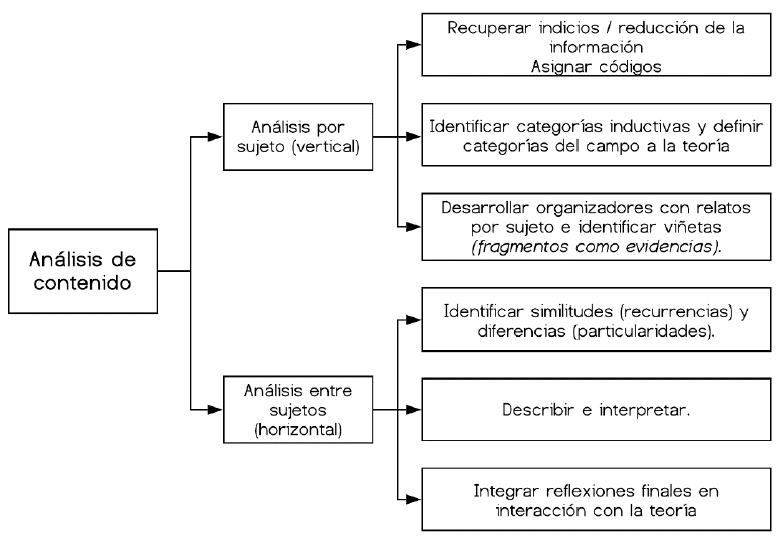 Recuperar indicios / reducción de la
información
Asignar códigos
Análisis por
sujeto (vertical)
Identificar categorías inductivas y definir
categorías del campo a la teoría
Desarrollar organizadores con relatos
por sujeto e identificar viñetas
(fragmentos como evidencias).
Análisis de
contenido
Identificar similitudes (recurrencias) y
diferencias (particularidades).
Análisis entre
sujetos
(horizontal)
Describir e interpretar.
Integrar reflexiones finales en
interacción con la teoría